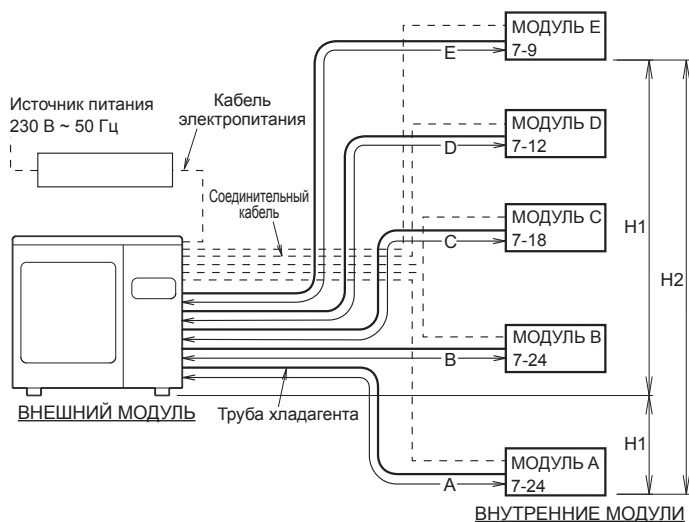 МОДУЛЬ E
7-9
E
Источник питания
230 В ~ 50 Гц
Кабель
электропитания
МОДУЛЬ D
7-12
D
Соединительный
кабель
МОДУЛЬ C
7-18
C
H1
H2
МОДУЛЬ B
7-24
B
ВНЕШНИЙ МОДУЛЬ
Труба хладагента
H1
МОДУЛЬ A
7-24
A
ВНУТРЕННИЕ МОДУЛИ